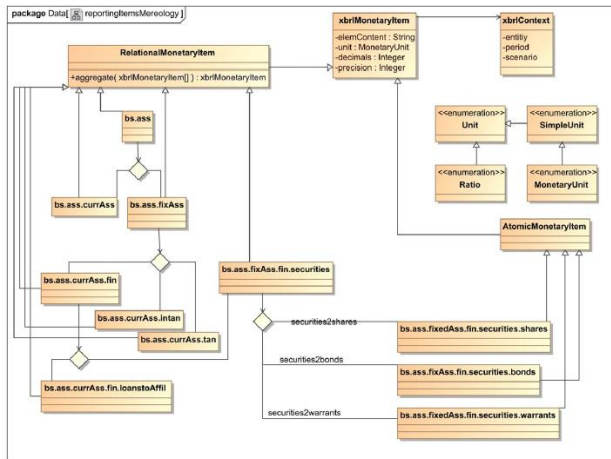 package Data[ reportingItemsMereology ]
xbrlMonetaryItem
-elemContent : String
-unit : MonetaryUnit
-decimals : Integer
-precision : Integer
xbrlContext
-entity
-period
-scenario
RelationalMonetaryItem
+aggregate( xbrlMonetaryItem[] ) : xbrlMonetaryItem
bs.ass
<<enumeration>>
Unit
<<enumeration>>
SimpleUnit
<<enumeration>>
Ratio
<<enumeration>>
MonetaryUnit
bs.ass.currAss
bs.ass.fixAss
AtomicMonetaryItem
bs.ass.fixAss.fin.securities
bs.ass.currAss.fin
bs.ass.currAss.intan
bs.ass.currAss.tan
securities2shares
bs.ass.fixedAss.fin.securities.shares
securities2bonds
bs.ass.fixAss.fin.securities.bonds
bs.ass.currAss.fin.loanstoAffil
securities2warrants
bs.ass.fixedAss.fin.securities.warrants